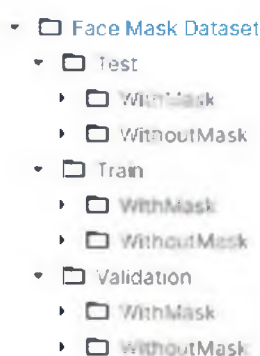 Face Mask Dataset
Test
WithMask
WithoutMask
Train
WithMask
WithoutMask
Validation
WithMask
WithoutMask